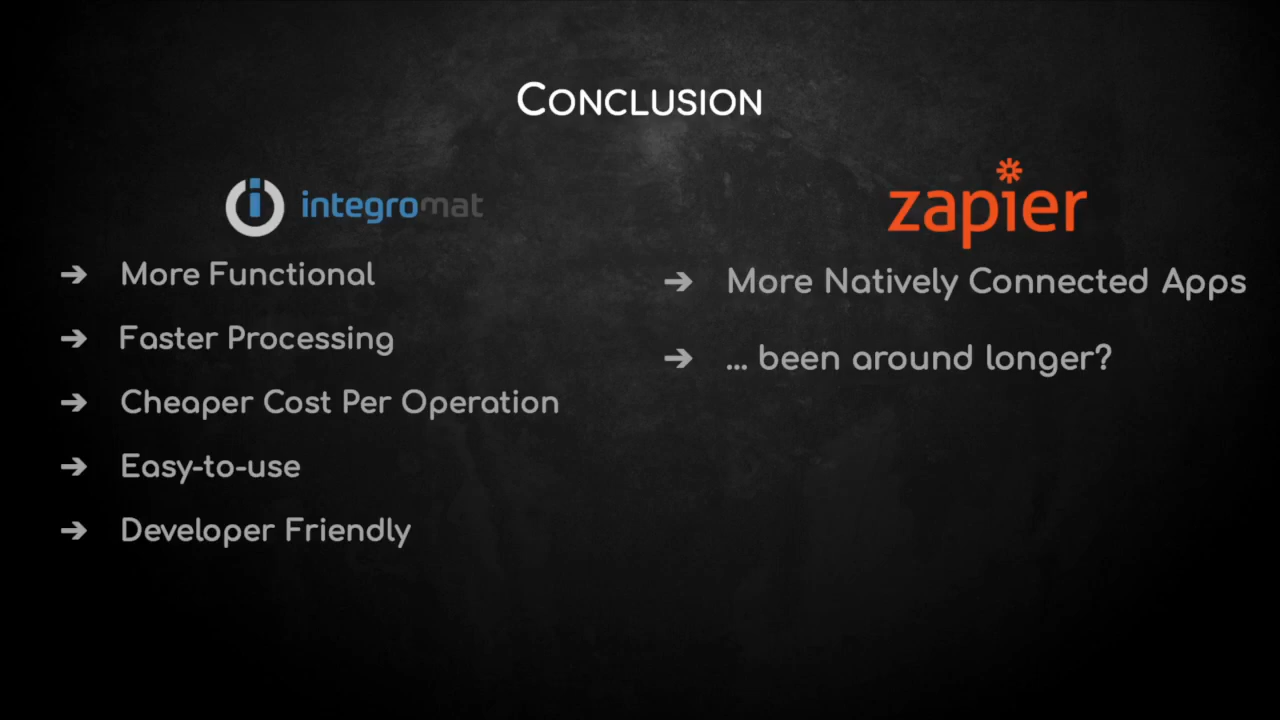 CONCLUSION
integromat
➔ More Functional
➔ Faster Processing
➔ Cheaper Cost Per Operation
➔ Easy-to-use
➔ Developer Friendly
zapier
➔ More Natively Connected Apps
➔ ... been around longer?